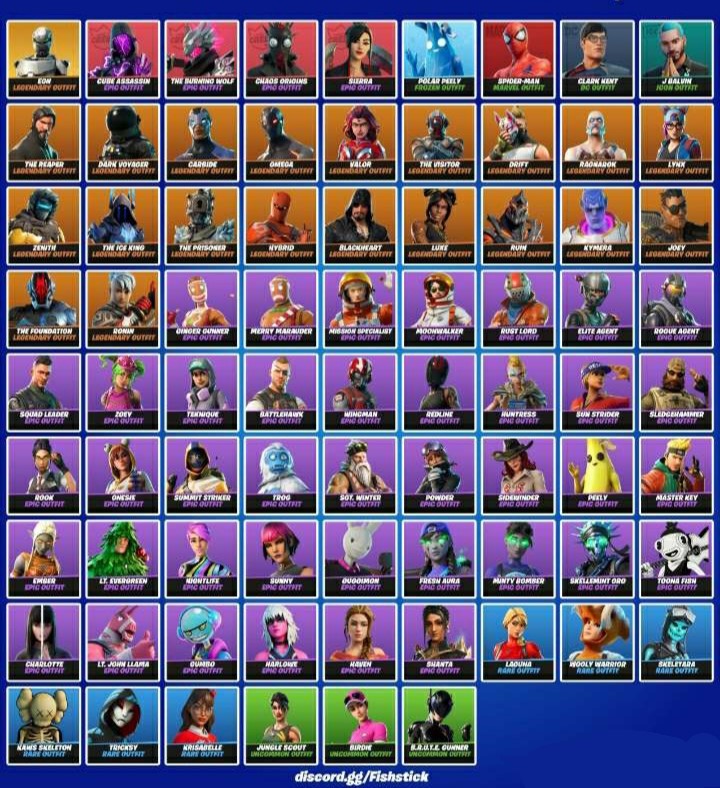 EON
LEGENDARY OUTFIT
CUBE ASSASSIN
EPIC OUTFIT
THE BURNING WOLF
EPIC OUTFIT
CHAOS ORIGINS
EPIC OUTFIT
SIERRA
EPIC OUTFIT
POLAR PEELY
FROZEN OUTFIT
SPIDER-MAN
MARVEL OUTFIT
CLARK KENT
DC OUTFIT
J BALVIN
ICON OUTFIT
THE REAPER
LEGENDARY OUTFIT
DARK VOYAGER
LEGENDARY OUTFIT
CARBIDE
LEGENDARY OUTFIT
OMEGA
LEGENDARY OUTFIT
VALOR
LEGENDARY OUTFIT
THE VISITOR
LEGENDARY OUTFIT
DRIFT
LEGENDARY OUTFIT
RAGNAROK
LEGENDARY OUTFIT
LYNX
LEGENDARY OUTFIT
ZENITH
LEGENDARY OUTFIT
THE ICE KING
LEGENDARY OUTFIT
THE PRISONER
LEGENDARY OUTFIT
HYBRID
LEGENDARY OUTFIT
BLACKHEART
LEGENDARY OUTFIT
LUXE
LEGENDARY OUTFIT
RUIN
LEGENDARY OUTFIT
KYMERA
LEGENDARY OUTFIT
JOEY
LEGENDARY OUTFIT
THE FOUNDATION
LEGENDARY OUTFIT
RONIN
LEGENDARY OUTFIT
GINGER GUNNER
EPIC OUTFIT
MERRY MARAUDER
EPIC OUTFIT
MISSION SPECIALIST
EPIC OUTFIT
MOONWALKER
EPIC OUTFIT
RUST LORD
EPIC OUTFIT
ELITE AGENT
EPIC OUTFIT
ROGUE AGENT
EPIC OUTFIT
SQUAD LEADER
EPIC OUTFIT
ZOEY
EPIC OUTFIT
TEKNIQUE
EPIC OUTFIT
BATTLEHAWK
EPIC OUTFIT
WINGMAN
EPIC OUTFIT
REDLINE
EPIC OUTFIT
HUNTRESS
EPIC OUTFIT
SUN STRIDER
EPIC OUTFIT
SLEDGEHAMMER
EPIC OUTFIT
ROOK
EPIC OUTFIT
ONESIE
EPIC OUTFIT
SUMMIT STRIKER
EPIC OUTFIT
TROG
EPIC OUTFIT
SGT. WINTER
EPIC OUTFIT
POWDER
EPIC OUTFIT
SIDEWINDER
EPIC OUTFIT
PEELY
EPIC OUTFIT
MASTER KEY
EPIC OUTFIT
EMBER
EPIC OUTFIT
LT. EVERGREEN
EPIC OUTFIT
NIGHTLIFE
EPIC OUTFIT
SUNNY
EPIC OUTFIT
GUGGIMON
EPIC OUTFIT
FRESH AURA
EPIC OUTFIT
MINTY BOMBER
EPIC OUTFIT
SKELLEMINT ORO
EPIC OUTFIT
TOONA FISH
EPIC OUTFIT
CHARLOTTE
EPIC OUTFIT
LT. JOHN LLAMA
EPIC OUTFIT
GUMBO
EPIC OUTFIT
HARLOWE
EPIC OUTFIT
HAVEN
EPIC OUTFIT
SHANTA
EPIC OUTFIT
LAGUNA
RARE OUTFIT
WOOLY WARRIOR
RARE OUTFIT
SKELETARA
RARE OUTFIT
KAWS SKELETON
RARE OUTFIT
TRICKSY
RARE OUTFIT
KRISABELLE
RARE OUTFIT
JUNGLE SCOUT
UNCOMMON OUTFIT
BIRDIE
UNCOMMON OUTFIT
B.R.U.T.E. GUNNER
UNCOMMON OUTFIT
discord.gg/Fishstick